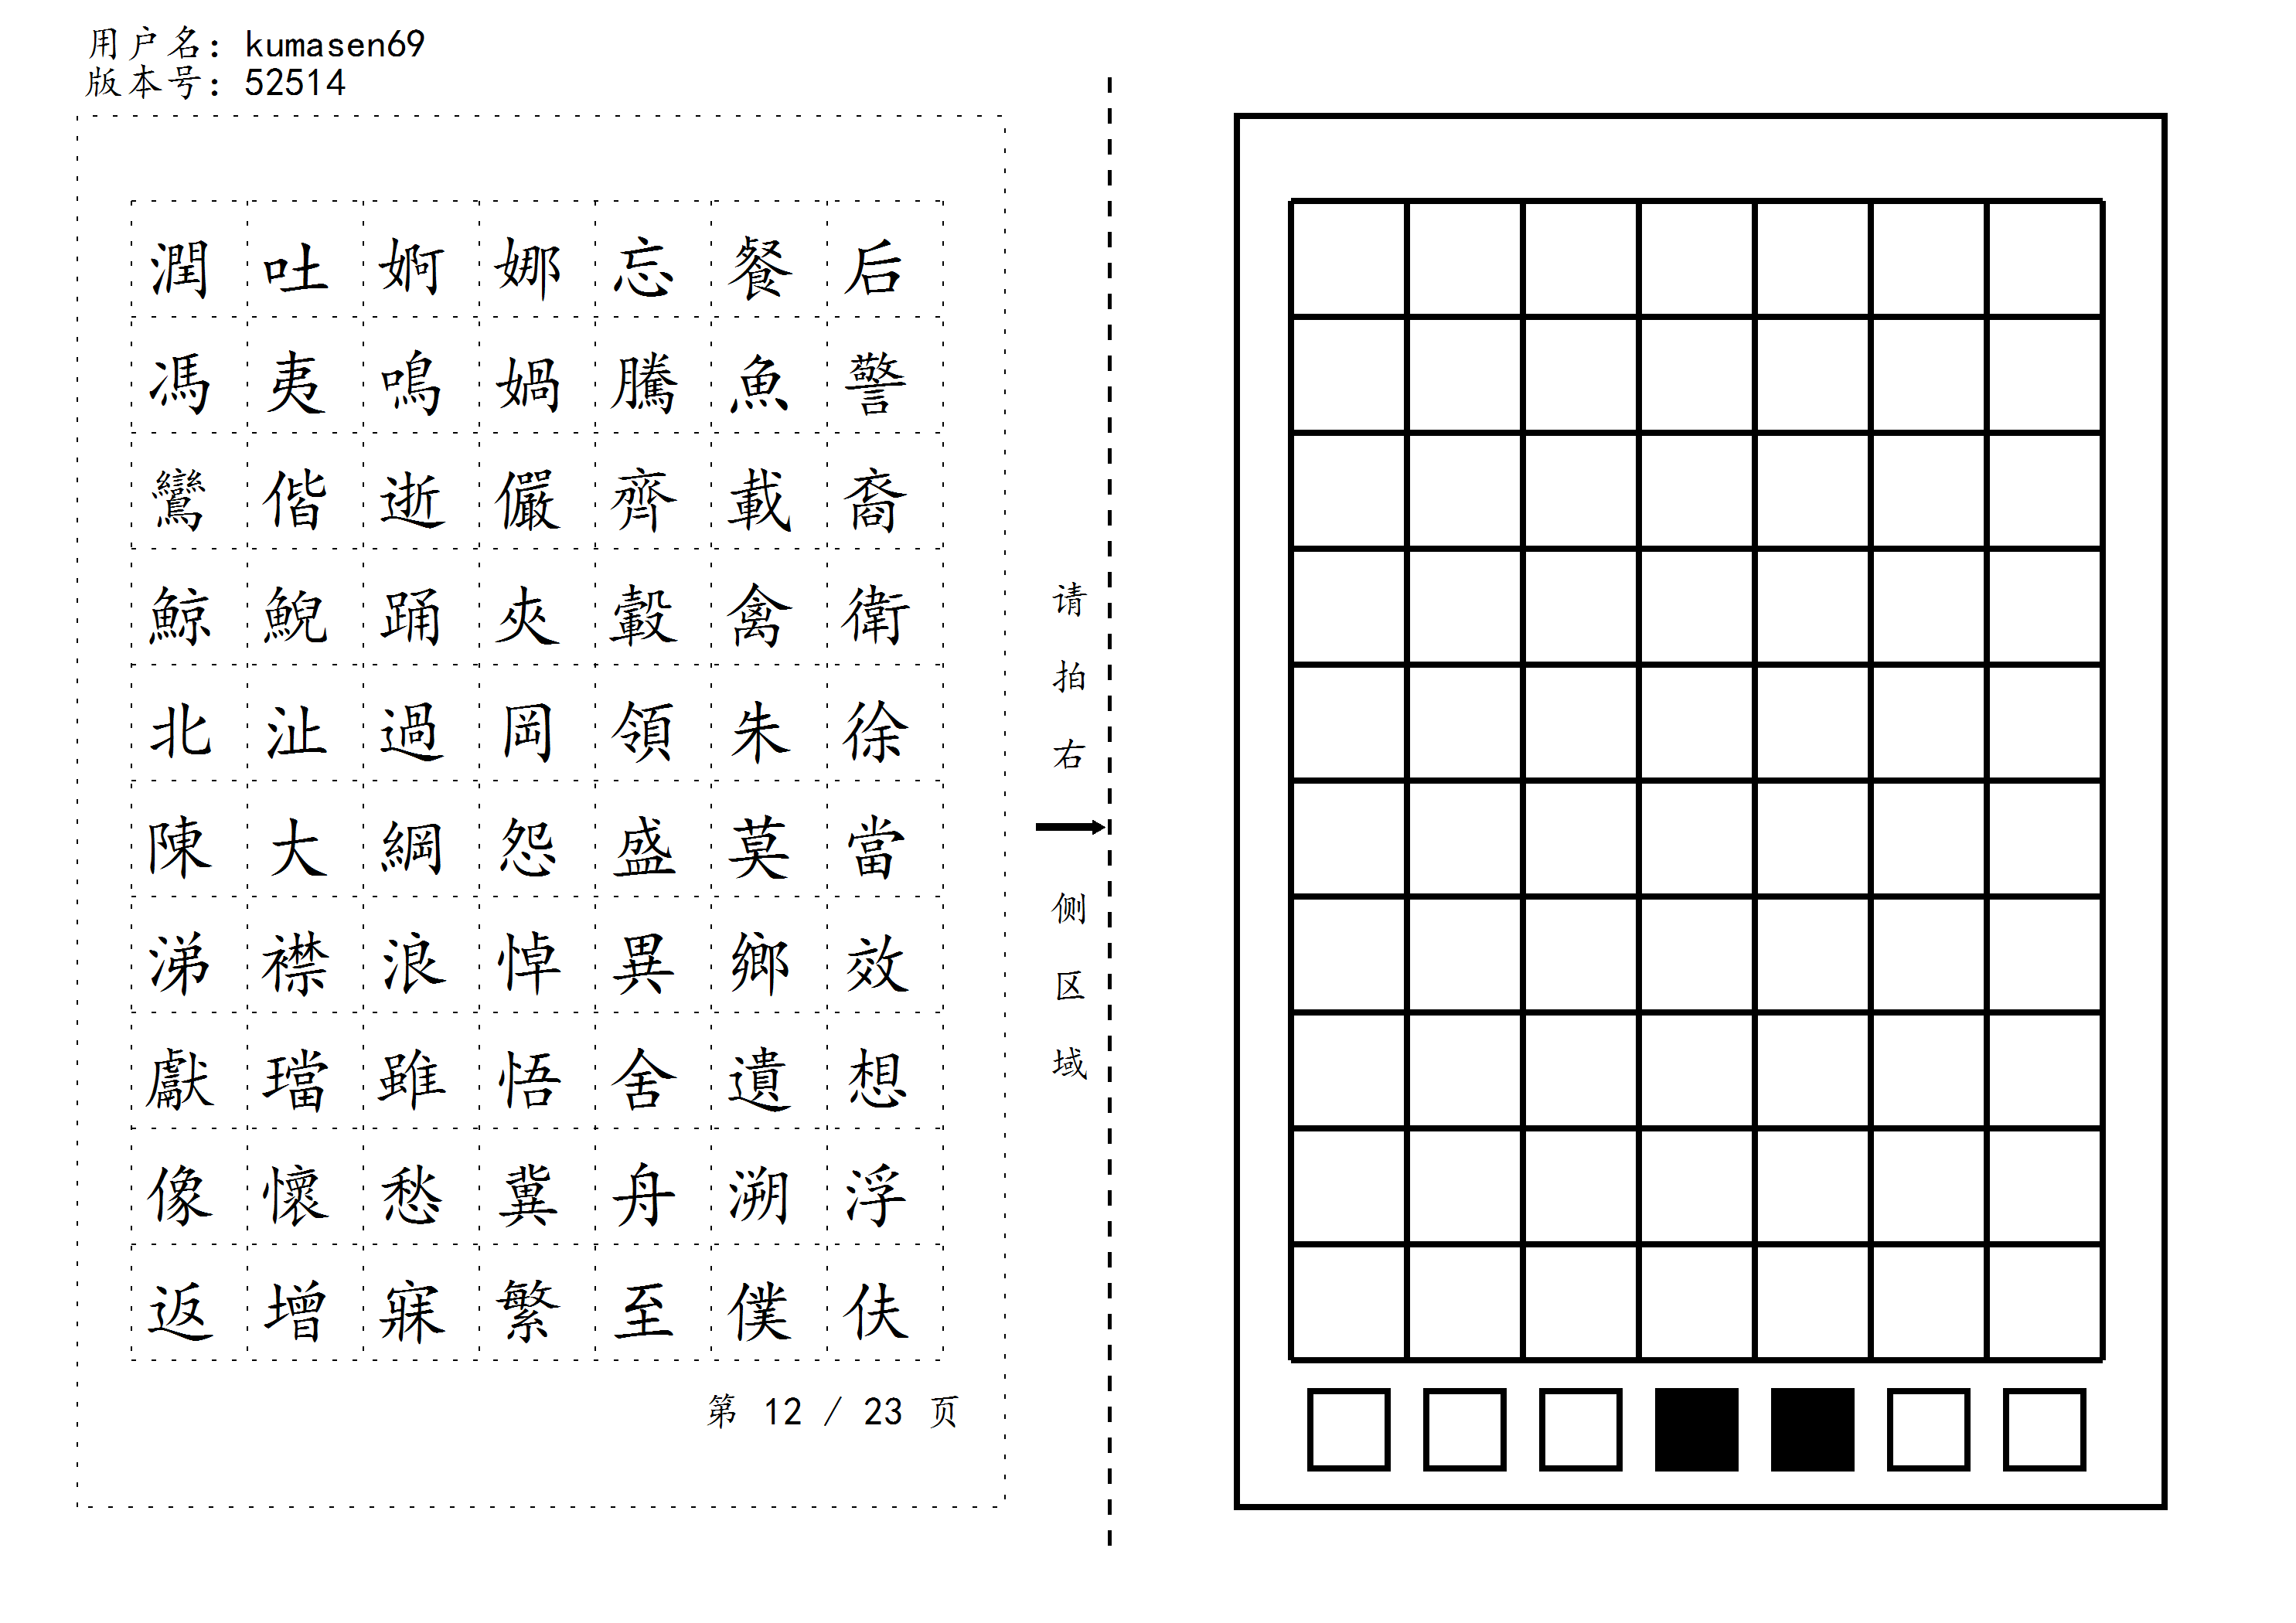 用户名: kumasen69
版本号: 52514
潤吐婀娜忘餐后
馮夷鳴媧騰魚警
鸞偕逝儼齊載裔
鯨鯢踊夾轂禽衛
北沚過岡領朱徐
陳大綱怨盛莫當
涕襟浪悼異鄉效
獻璫雖悟舍遺想
像懷愁冀舟溯浮
返增寐繁至僕伕
第 12 / 23 页
请拍右
侧区域